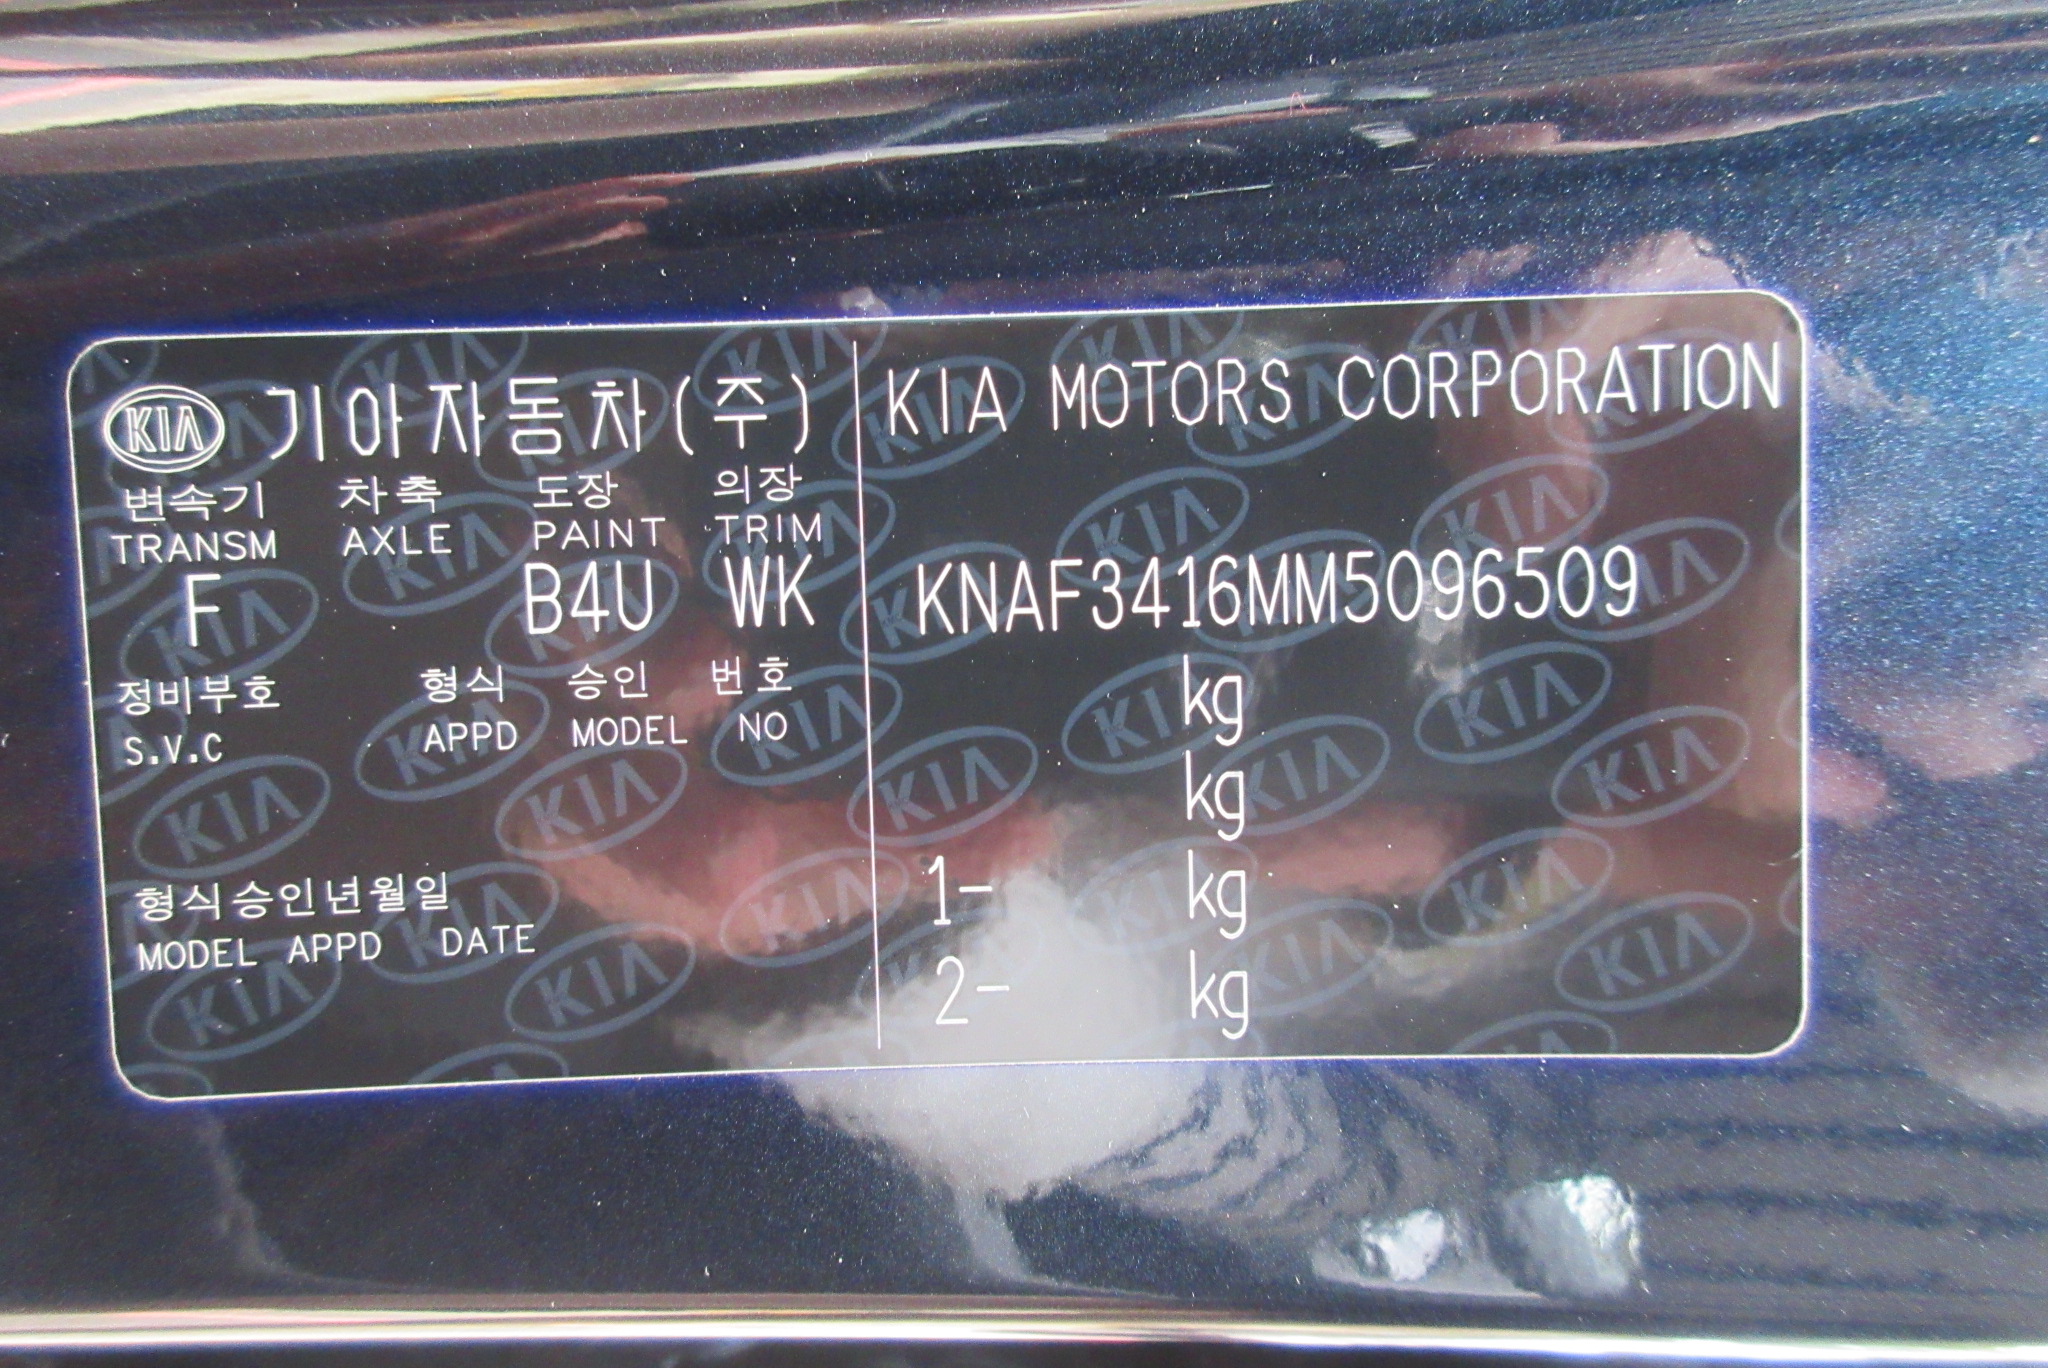 KIA 기아자동차(주) KIA MOTORS CORPORATION
변속기 차축 도장 의장
TRANSM AXLE PAINT TRIM
F B4U WK KNAF3416MM5096509
정비부호 형식 승인 번호 kg
S.V.C APPD MODEL NO
kg
형식승인년월일 1- kg
MODEL APPD DATE
2- kg